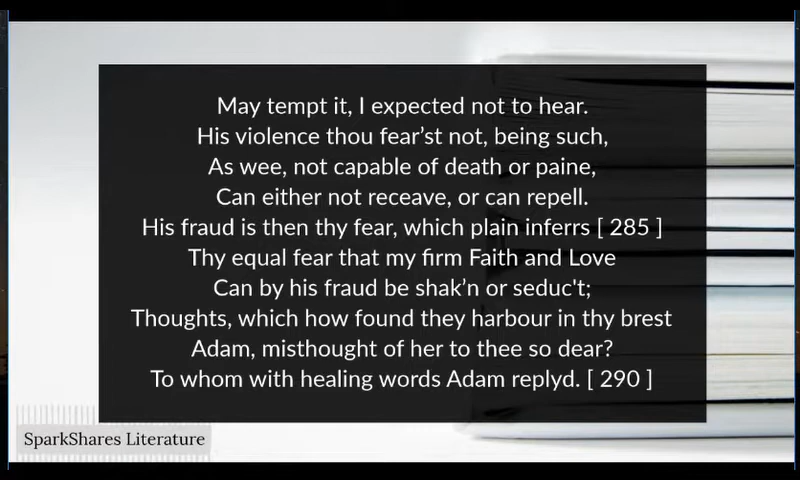 May tempt it, I expected not to hear.
His violence thou fear’st not, being such,
As wee, not capable of death or paine,
Can either not receave, or can repell.
His fraud is then thy fear, which plain inferrs [ 285 ]
Thy equal fear that my firm Faith and Love
Can by his fraud be shak’n or seduc't;
Thoughts, which how found they harbour in thy brest
Adam, misthought of her to thee so dear?
To whom with healing words Adam replyd. [ 290 ]
SparkShares Literature